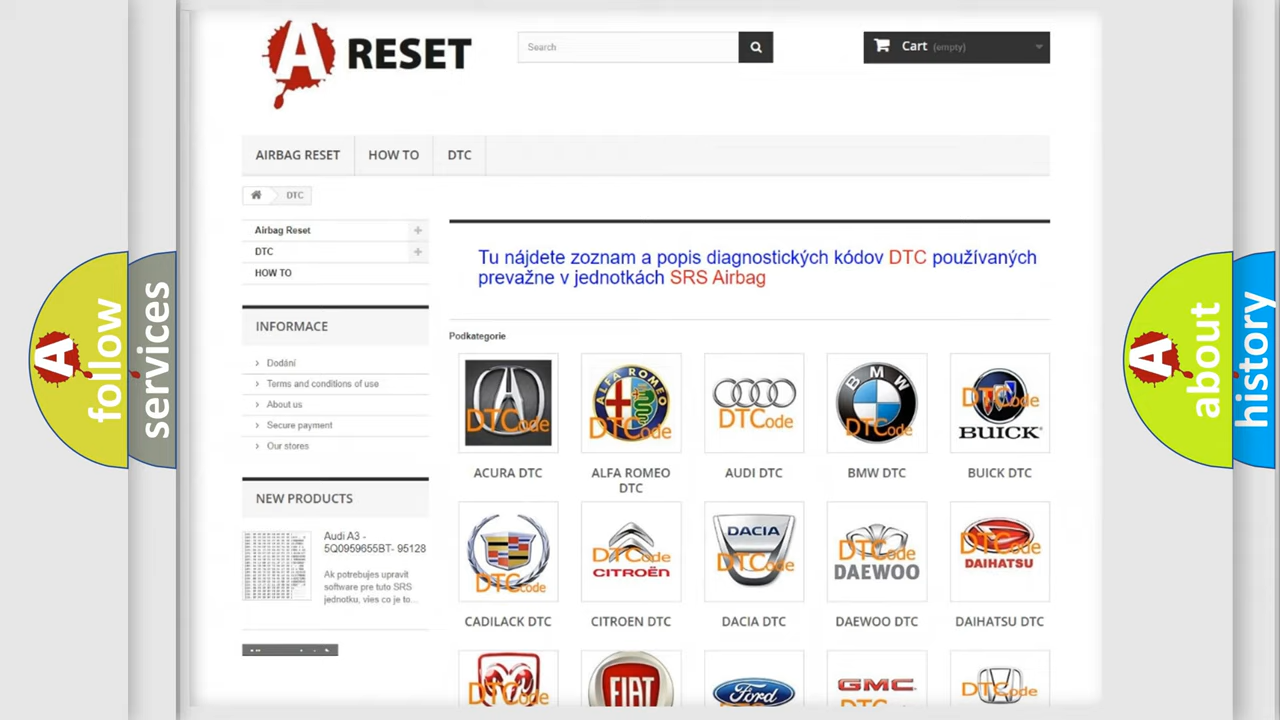 A RESET
Search
Cart (empty)
AIRBAG RESET
HOW TO
DTC
DTC
Airbag Reset
DTC
HOW TO
INFORMACE
Dodání
Terms and conditions of use
About us
Secure payment
Our stores
NEW PRODUCTS
Audi A3 -
5Q0959655BT- 95128
Ak potrebujes upravit
software pre tuto SRS
jednotku, vies co je to...
Tu nájdete zoznam a popis diagnostických kódov DTC používaných
prevažne v jednotkách SRS Airbag
Podkategorie
DTCode
ALFA ROMEO
DTCode
DTCode
BMW
DTCode
DTCode
BUICK
ACURA DTC
ALFA ROMEO
DTC
AUDI DTC
BMW DTC
BUICK DTC
DTCode
DTCode
CITROËN
DACIA
DTCode
DTCode
DAEWOO
DTCode
DAIHATSU
CADILACK DTC
CITROEN DTC
DACIA DTC
DAEWOO DTC
DAIHATSU DTC
DTCode
FIAT
Ford
GMC
DTCode
A follow
services
A about
history